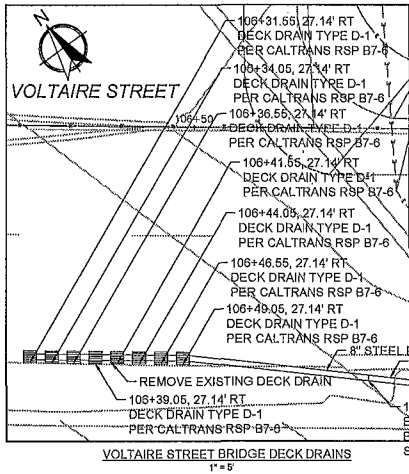 N
VOLTAIRE STREET
106+31.55, 27.14' RT
DECK DRAIN TYPE D-1
PER CALTRANS RSP B7-6
106+34.05, 27.14' RT
DECK DRAIN TYPE D-1
PER CALTRANS RSP B7-6
106+50
106+36.55, 27.14' RT
DECK DRAIN TYPE D-1
PER CALTRANS RSP B7-6
106+41.55, 27.14' RT
DECK DRAIN TYPE D-1
PER CALTRANS RSP B7-6
106+44.05, 27.14' RT
DECK DRAIN TYPE D-1
PER CALTRANS RSP B7-6
106+46.55, 27.14' RT
DECK DRAIN TYPE D-1
PER CALTRANS RSP B7-6
106+49.05, 27.14' RT
DECK DRAIN TYPE D-1
PER CALTRANS RSP B7-6
8" STEEL
REMOVE EXISTING DECK DRAIN
106+39.05, 27.14' RT
DECK DRAIN TYPE D-1
PER CALTRANS RSP B7-6
VOLTAIRE STREET BRIDGE DECK DRAINS
1" = 5'